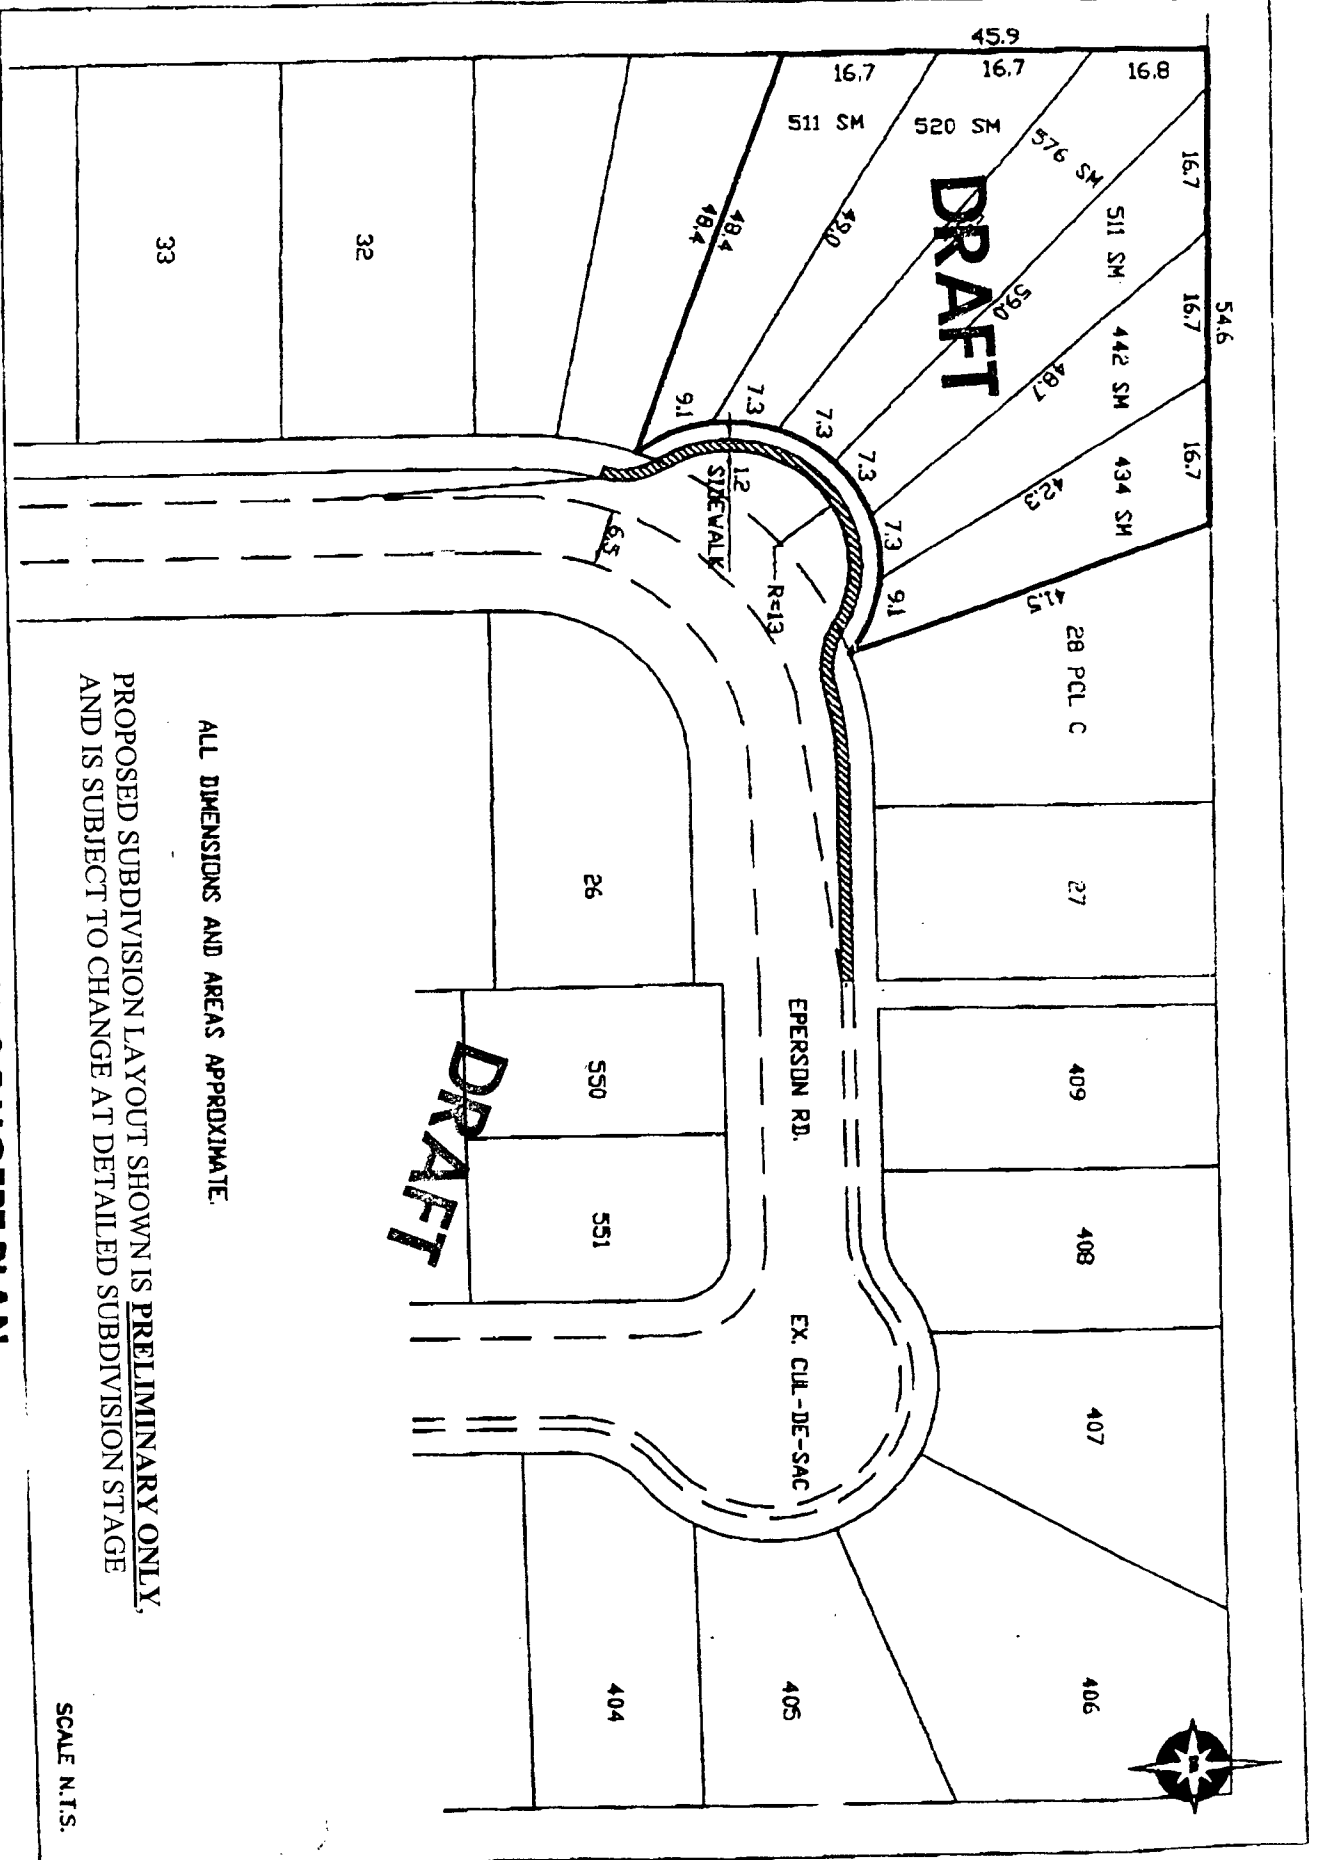 45.9
16.7
16.7
16.8
511 SM
520 SM
576 SM
511 SM
442 SM
434 SM
16.7
16.7
16.7
54.6
DRAFT
48.4
48.4
49.0
59.0
48.7
42.3
41.5
9.1
7.3
7.3
7.3
7.3
9.1
33
32
1.2
SIDEWALK
6.5
R=13
28 PCL C
27
26
409
408
407
406
405
404
550
551
EPERSON RD.
EX. CUL-DE-SAC
DRAFT
ALL DIMENSIONS AND AREAS APPROXIMATE.
PROPOSED SUBDIVISION LAYOUT SHOWN IS PRELIMINARY ONLY,
AND IS SUBJECT TO CHANGE AT DETAILED SUBDIVISION STAGE
SCALE N.T.S.